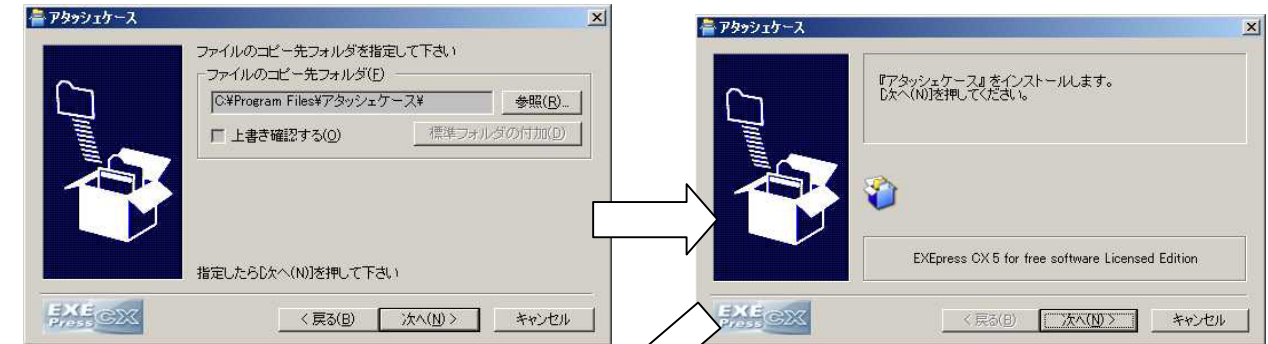 アタッシェケース
ファイルのコピー先フォルダを指定して下さい
ファイルのコピー先フォルダ(F)
C:¥Program Files¥アタッシェケース¥
参照(R)...
上書き確認する(O)
標準フォルダの付加(D)
指定したら[次へ(N)]を押して下さい
EXE Press CX
< 戻る(B)
次へ(N) >
キャンセル
アタッシェケース
『アタッシェケース』をインストールします。
[次へ(N)]を押してください。
EXEpress CX 5 for free software Licensed Edition
EXE Press CX
< 戻る(B)
次へ(N) >
キャンセル